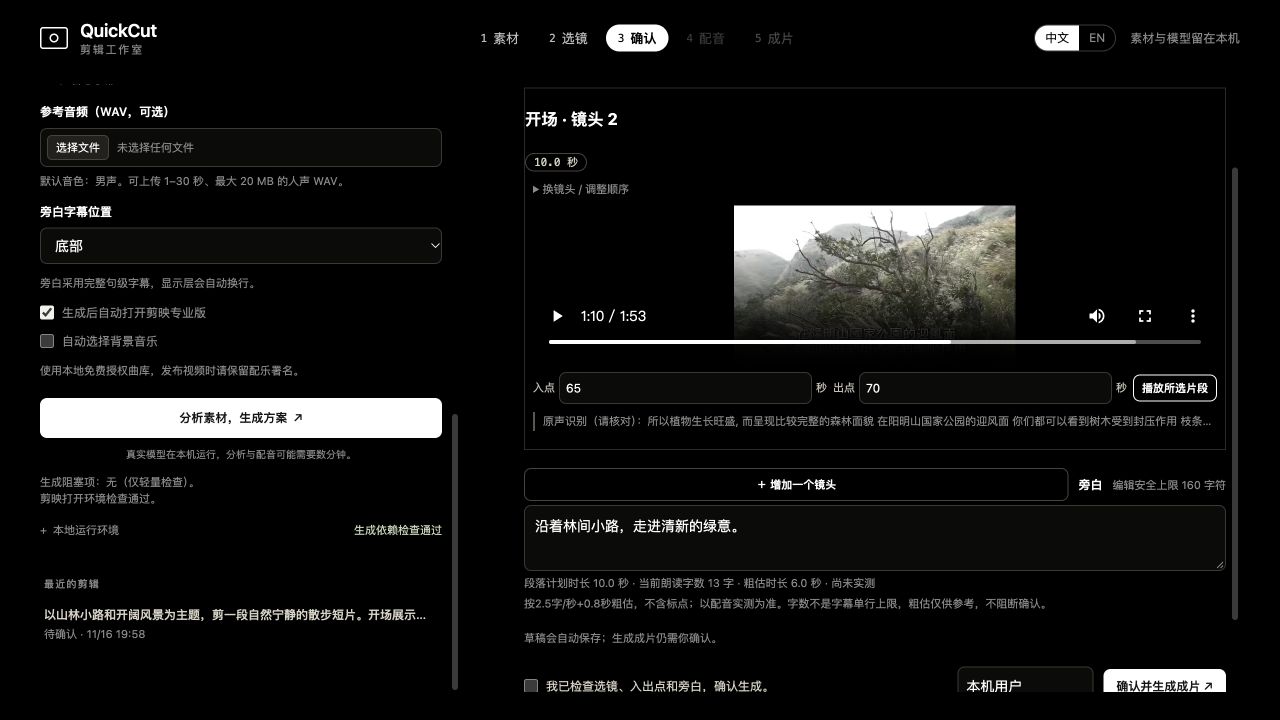 QuickCut
剪辑工作室
1 素材
2 选镜
3 确认
4 配音
5 成片
中文
EN
素材与模型留在本机
参考音频（WAV，可选）
选择文件 未选择任何文件
默认音色：男声。可上传 1–30 秒、最大 20 MB 的人声 WAV。
旁白字幕位置
底部
旁白采用完整句级字幕，显示层会自动换行。
生成后自动打开剪映专业版
自动选择背景音乐
使用本地免费授权曲库，发布视频时请保留配乐署名。
分析素材，生成方案 ↗
真实模型在本机运行，分析与配音可能需要数分钟。
生成阻塞项：无（仅轻量检查）。
剪映打开环境检查通过。
+ 本地运行环境
生成依赖检查通过
最近的剪辑
以山林小路和开阔风景为主题，剪一段自然宁静的散步短片。开场展示...
待确认 · 11/16 19:58
开场 · 镜头 2
10.0 秒
换镜头 / 调整顺序
在阳明山国家公园的迎风面
1:10 / 1:53
入点 65 秒 出点 70 秒 播放所选片段
原声识别（请核对）：所以植物生长旺盛, 而呈现比较完整的森林面貌 在阳明山国家公园的迎风面 你们都可以看到树木受到封压作用 枝条...
+ 增加一个镜头
旁白 编辑安全上限 160 字符
沿着林间小路，走进清新的绿意。
段落计划时长 10.0 秒 · 当前朗读字数 13 字 · 粗估时长 6.0 秒 · 尚未实测
按2.5字/秒+0.8秒粗估，不含标点；以配音实测为准。字数不是字幕单行上限，粗估仅供参考，不阻断确认。
草稿会自动保存；生成成片仍需你确认。
我已检查选镜、入出点和旁白，确认生成。
本机用户
确认并生成成片 ↗